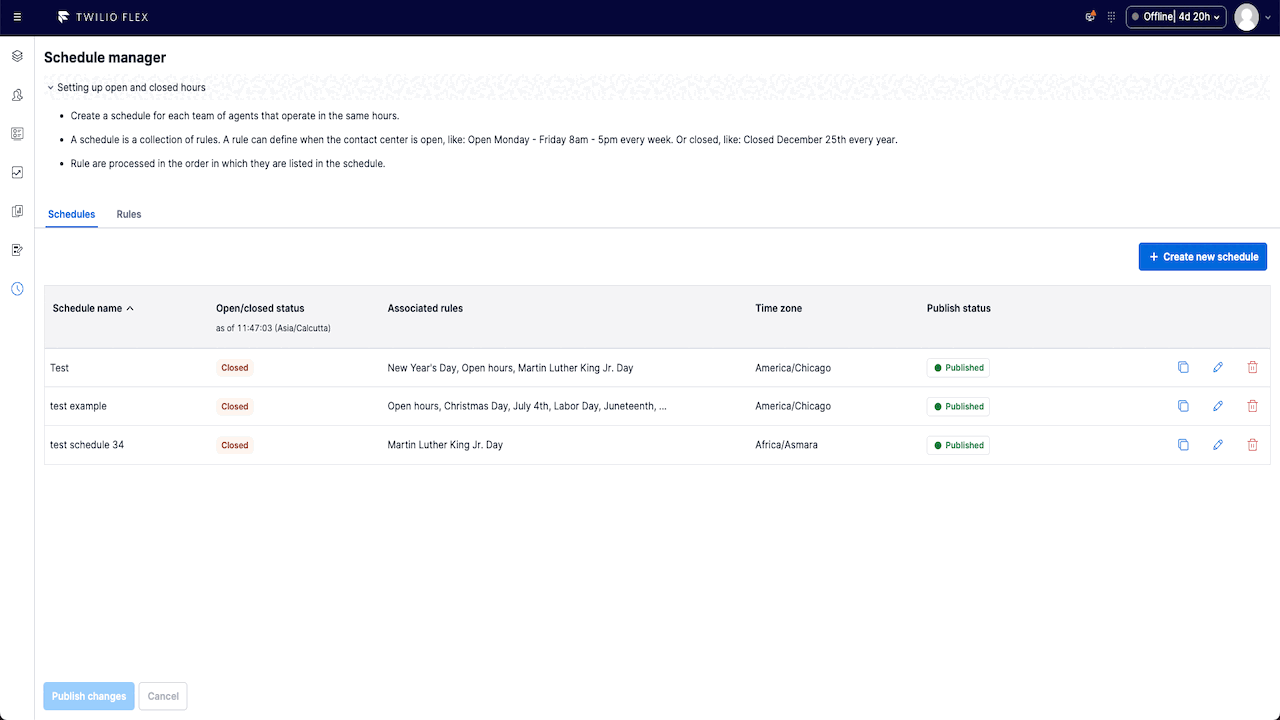 TWILIO FLEX
Offline| 4d 20h
Schedule manager
Setting up open and closed hours
• Create a schedule for each team of agents that operate in the same hours.
• A schedule is a collection of rules. A rule can define when the contact center is open, like: Open Monday - Friday 8am - 5pm every week. Or closed, like: Closed December 25th every year.
• Rule are processed in the order in which they are listed in the schedule.
Schedules Rules
+ Create new schedule
Schedule name Open/closed status Associated rules Time zone Publish status
as of 11:47:03 (Asia/Calcutta)
Test Closed New Year's Day, Open hours, Martin Luther King Jr. Day America/Chicago Published
test example Closed Open hours, Christmas Day, July 4th, Labor Day, Juneteenth, ... America/Chicago Published
test schedule 34 Closed Martin Luther King Jr. Day Africa/Asmara Published
Publish changes Cancel